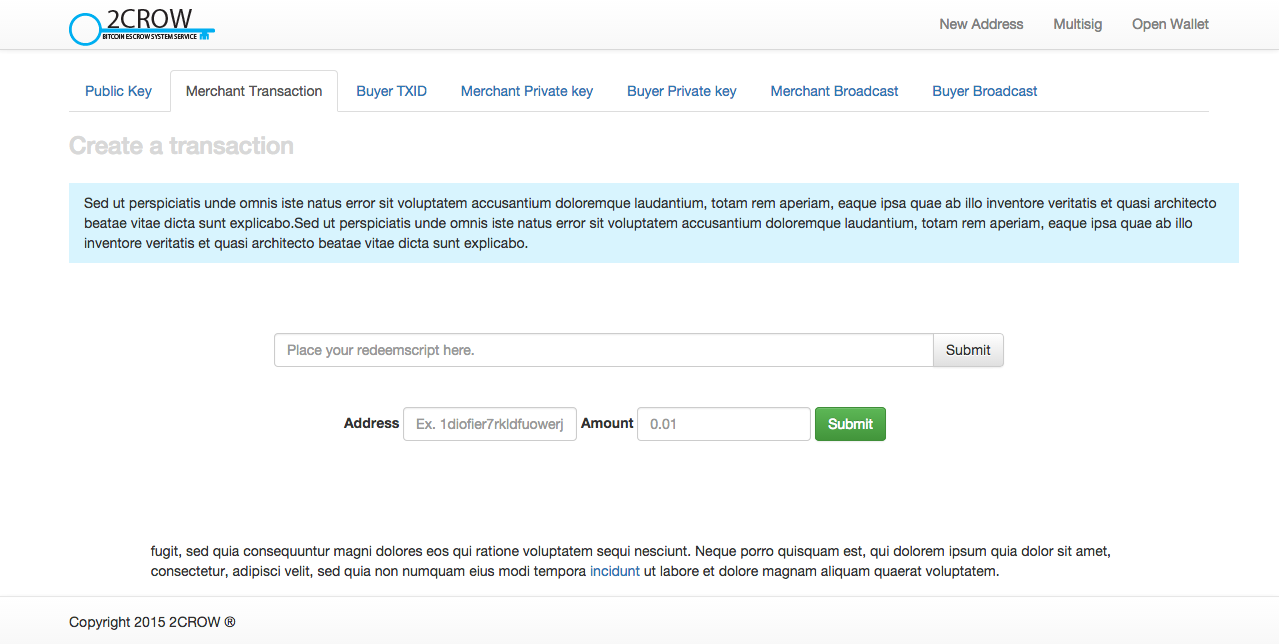 2CROW
BITCOIN ESCROW SYSTEM SERVICE
New Address Multisig Open Wallet
Public Key Merchant Transaction Buyer TXID Merchant Private key Buyer Private key Merchant Broadcast Buyer Broadcast
Create a transaction
Sed ut perspiciatis unde omnis iste natus error sit voluptatem accusantium doloremque laudantium, totam rem aperiam, eaque ipsa quae ab illo inventore veritatis et quasi architecto
beatae vitae dicta sunt explicabo.Sed ut perspiciatis unde omnis iste natus error sit voluptatem accusantium doloremque laudantium, totam rem aperiam, eaque ipsa quae ab illo
inventore veritatis et quasi architecto beatae vitae dicta sunt explicabo.
Place your redeemscript here. Submit
Address Ex. 1diofier7rkldfuowerj Amount 0.01 Submit
fugit, sed quia consequuntur magni dolores eos qui ratione voluptatem sequi nesciunt. Neque porro quisquam est, qui dolorem ipsum quia dolor sit amet,
consectetur, adipisci velit, sed quia non numquam eius modi tempora incidunt ut labore et dolore magnam aliquam quaerat voluptatem.
Copyright 2015 2CROW ®